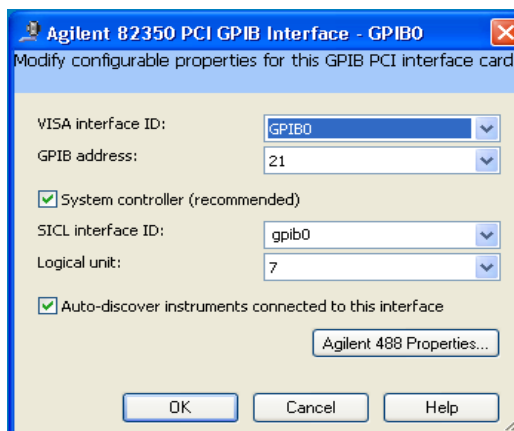 Agilent 82350 PCI GPIB Interface - GPIB0
Modify configurable properties for this GPIB PCI interface card
VISA interface ID:
GPIB0
GPIB address:
21
System controller (recommended)
SICL interface ID:
gpib0
Logical unit:
7
Auto-discover instruments connected to this interface
Agilent 488 Properties...
OK
Cancel
Help